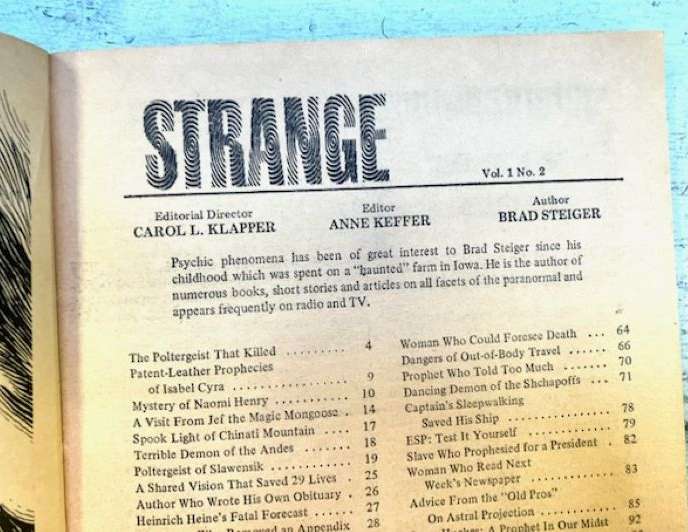 STRANGE
Vol. 1 No. 2
Editorial Director
CAROL L. KLAPPER
Editor
ANNE KEFFER
Author
BRAD STEIGER
Psychic phenomena has been of great interest to Brad Steiger since his
childhood which was spent on a "haunted" farm in Iowa. He is the author of
numerous books, short stories and articles on all facets of the paranormal and
appears frequently on radio and TV.
The Poltergeist That Killed ......... 4
Patent-Leather Prophecies
of Isabel Cyra ............. 9
Mystery of Naomi Henry ........... 10
A Visit From Jef the Magic Mongoose . 14
Spook Light of Chinati Mountain .... 17
Terrible Demon of the Andes ....... 18
Poltergeist of Slawensik ........... 19
A Shared Vision That Saved 29 Lives 25
Author Who Wrote His Own Obituary . 26
Heinrich Heine's Fatal Forecast ..... 27
Removed an Appendix 28
Woman Who Could Foresee Death ... 64
Dangers of Out-of-Body Travel ...... 66
Prophet Who Told Too Much ....... 70
Dancing Demon of the Shchapoffs ... 71
Captain's Sleepwalking
Saved His Ship ............... 78
ESP: Test It Yourself ............ 79
Slave Who Prophesied for a President . 82
Woman Who Read Next
Week's Newspaper ............ 83
Advice From the "Old Pros"
On Astral Projection ........... 85
A Prophet In Our Midst 92